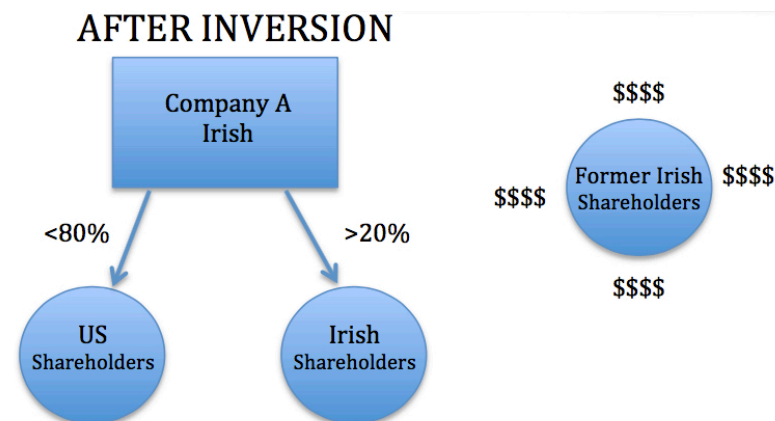 AFTER INVERSION
Company A
Irish
<80%
>20%
US
Shareholders
Irish
Shareholders
$$$$
$$$$
Former Irish
Shareholders
$$$$
$$$$